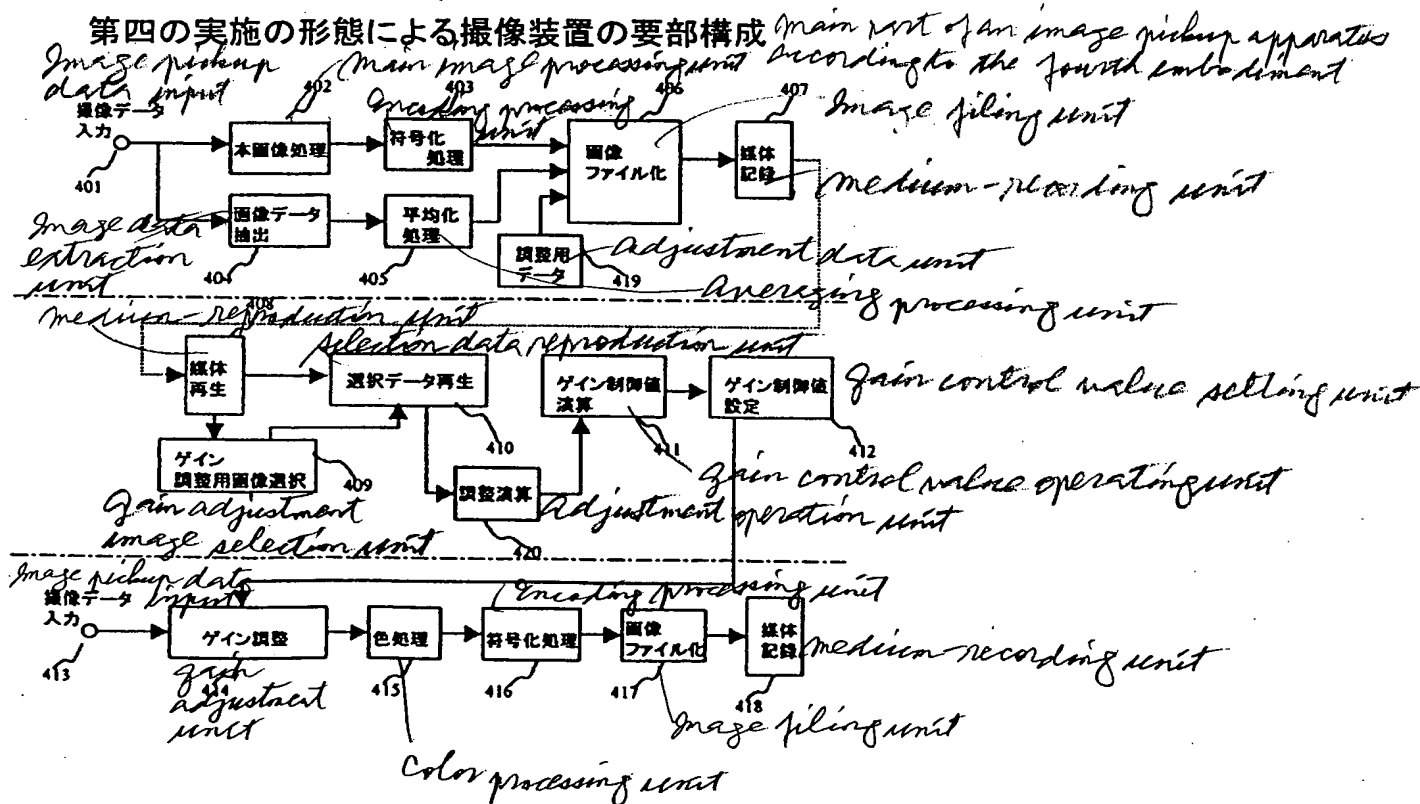 第四の実施の形態による撮像装置の要部構成
main part of an image pickup apparatus
according to the fourth embodiment
Image pickup
data input
撮像データ
入力
401
402
main image processing unit
本画像処理
403
Encoding processing
unit
符号化
処理
406
画像
ファイル化
Image filing unit
407
媒体
記録
medium-recording unit
Image data
extraction
unit
画像データ
抽出
404
平均化
処理
405
調整用
データ
419
Adjustment data unit
Averaging processing unit
408
medium-reproduction unit
媒体
再生
selection data reproduction unit
選択データ再生
410
ゲイン制御値
演算
411
ゲイン制御値
設定
412
gain control value setting unit
ゲイン
調整用画像選択
409
gain adjustment
image selection unit
調整演算
420
Adjustment operation unit
gain control value operating unit
Image pickup data
input
撮像データ
入力
413
ゲイン調整
414
gain
adjustment
unit
色処理
415
Color processing unit
Encoding processing unit
符号化処理
416
画像
ファイル化
417
Image filing unit
媒体
記録
418
medium-recording unit